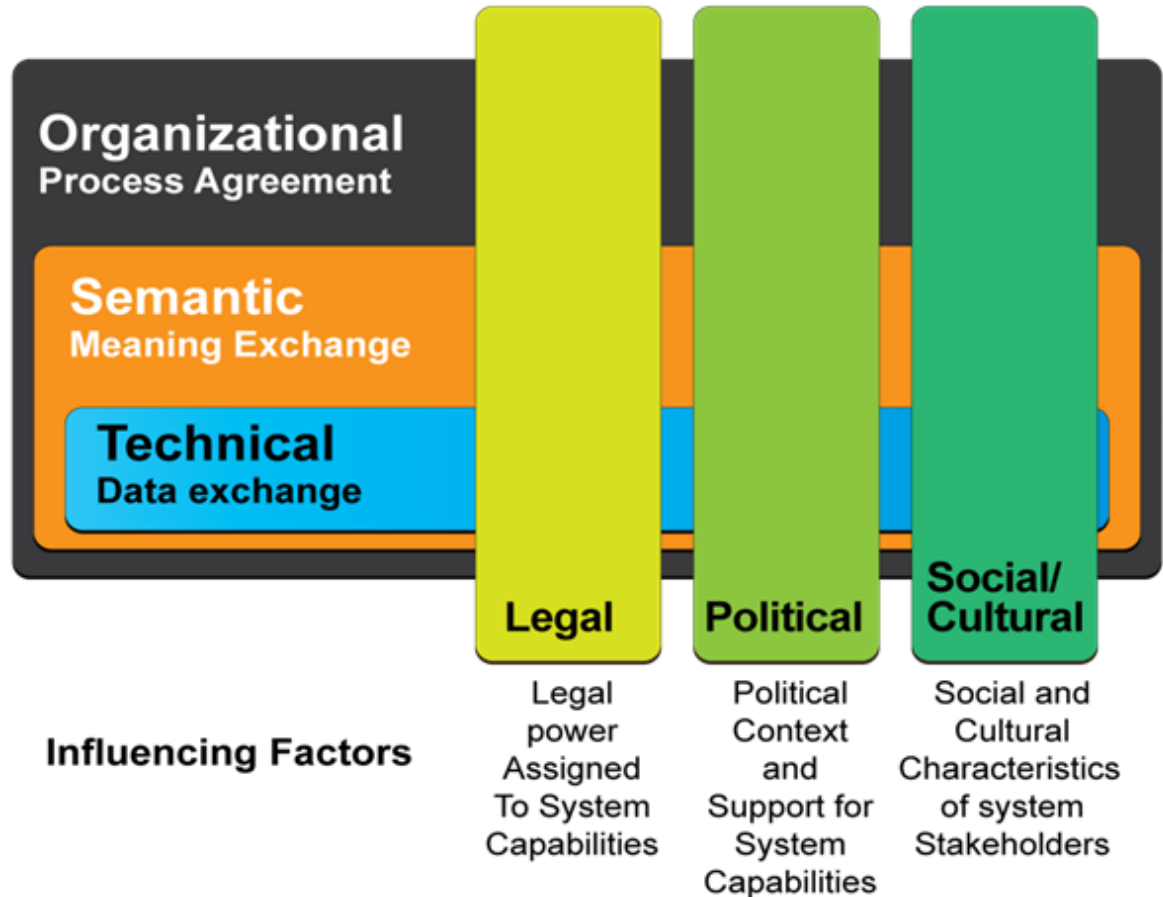 Organizational
Process Agreement
Semantic
Meaning Exchange
Technical
Data exchange
Legal
Political
Social/
Cultural
Influencing Factors
Legal
power
Assigned
To System
Capabilities
Political
Context
and
Support for
System
Capabilities
Social and
Cultural
Characteristics
of system
Stakeholders